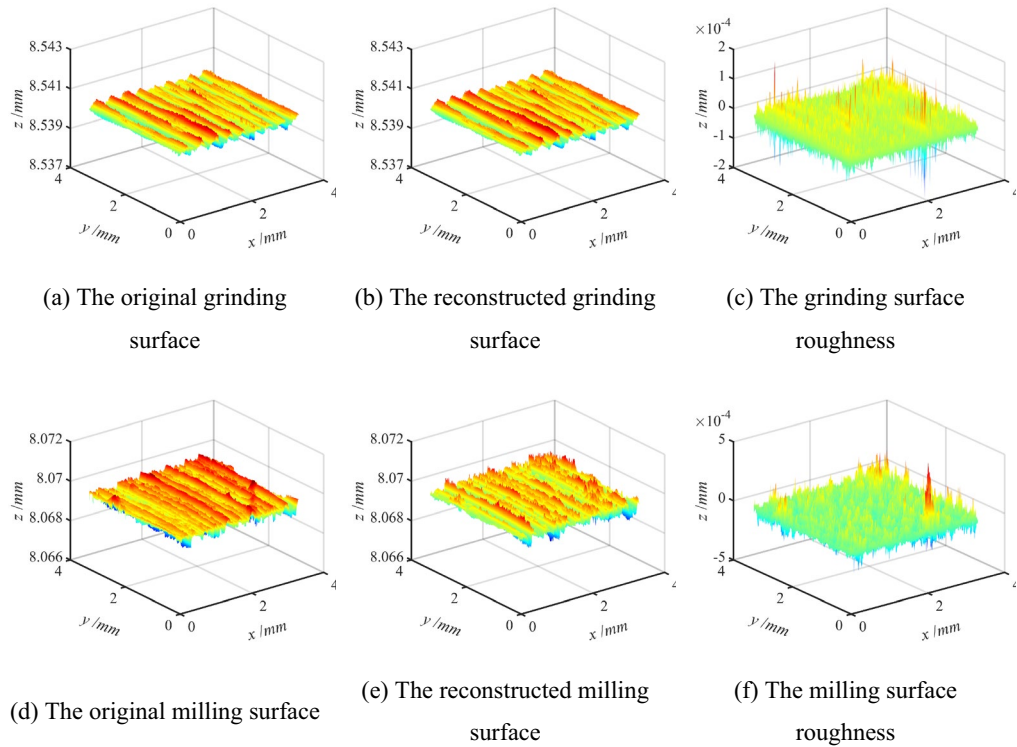 8.543
8.541
8.539
8.537
z /mm
4
2
0
y /mm
0
2
4
x /mm
8.543
8.541
8.539
8.537
z /mm
4
2
0
y /mm
0
2
4
x /mm
×10⁻⁴
2
1
0
-1
-2
z /mm
4
2
0
y /mm
0
2
4
x /mm
(a) The original grinding
surface
(b) The reconstructed grinding
surface
(c) The grinding surface
roughness
8.072
8.07
8.068
8.066
z /mm
4
2
0
y /mm
0
2
4
x /mm
8.072
8.07
8.068
8.066
z /mm
4
2
0
y /mm
0
2
4
x /mm
×10⁻⁴
5
0
-5
z /mm
4
2
0
y /mm
0
2
4
x /mm
(d) The original milling surface
(e) The reconstructed milling
surface
(f) The milling surface
roughness